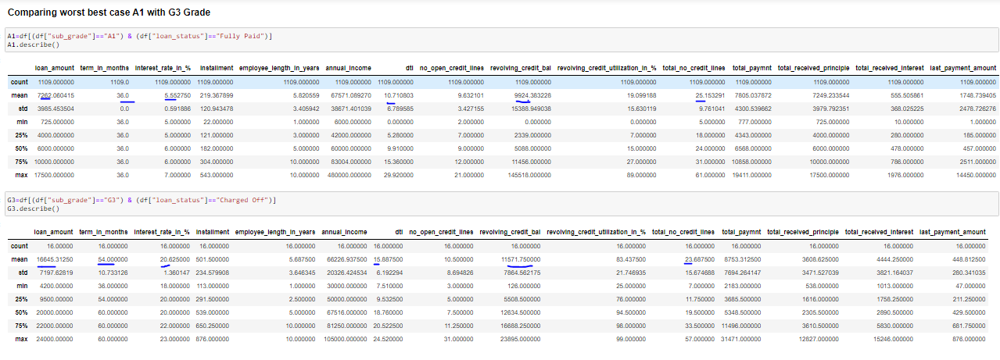 Comparing worst best case A1 with G3 Grade
A1=df[(df["sub_grade"]=="A1") & (df["loan_status"]=="Fully Paid")]
A1.describe()
loan_amount term_in_months interest_rate_in_% installment employee_length_in_years annual_income dti no_open_credit_lines revolving_credit_bal revolving_credit_utilization_in_% total_no_credit_lines total_paymnt total_received_principle total_received_interest last_payment_amount
count 1109.000000 1109.0 1109.000000 1109.000000 1109.000000 1109.000000 1109.000000 1109.000000 1109.000000 1109.000000 1109.000000 1109.000000 1109.000000 1109.000000 1109.000000
mean 7262.060415 36.0 5.552750 219.367899 5.820559 67571.089270 10.710803 9.632101 9924.383228 19.099188 25.153291 7805.037872 7249.233544 555.505861 1748.739405
std 3985.453504 0.0 0.591886 120.943478 3.405942 38671.401039 6.789585 3.427155 15388.949038 15.630119 9.761041 4300.539662 3979.792351 368.025225 2478.726276
min 725.000000 36.0 5.000000 22.000000 1.000000 6000.000000 0.000000 2.000000 0.000000 0.000000 5.000000 777.000000 725.000000 10.000000 1.000000
25% 4000.000000 36.0 5.000000 121.000000 3.000000 42000.000000 5.280000 7.000000 2339.000000 7.000000 18.000000 4343.000000 4000.000000 280.000000 185.000000
50% 6000.000000 36.0 6.000000 182.000000 5.000000 60000.000000 9.910000 9.000000 5088.000000 15.000000 24.000000 6568.000000 6000.000000 478.000000 457.000000
75% 10000.000000 36.0 6.000000 304.000000 10.000000 83004.000000 15.360000 12.000000 11456.000000 27.000000 31.000000 10858.000000 10000.000000 786.000000 2511.000000
max 17500.000000 36.0 7.000000 543.000000 10.000000 480000.000000 29.920000 21.000000 145518.000000 89.000000 61.000000 19411.000000 17500.000000 1976.000000 14450.000000
G3=df[(df["sub_grade"]=="G3") & (df["loan_status"]=="Charged Off")]
G3.describe()
loan_amount term_in_months interest_rate_in_% installment employee_length_in_years annual_income dti no_open_credit_lines revolving_credit_bal revolving_credit_utilization_in_% total_no_credit_lines total_paymnt total_received_principle total_received_interest last_payment_amount
count 16.00000 16.000000 16.000000 16.000000 16.000000 16.000000 16.000000 16.000000 16.000000 16.000000 16.000000 16.000000 16.000000 16.000000 16.000000
mean 16645.31250 54.000000 20.625000 501.500000 5.687500 66226.937500 15.887500 10.500000 11571.750000 83.437500 23.687500 8753.312500 3608.625000 4444.250000 448.812500
std 7197.62819 10.733126 1.360147 234.579908 3.646345 20326.424534 6.192294 8.694826 7864.562175 21.746935 15.674688 7694.264147 3471.527039 3821.164037 280.341035
min 4200.00000 36.000000 18.000000 113.000000 1.000000 30000.000000 7.510000 3.000000 126.000000 25.000000 7.000000 2183.000000 538.000000 1013.000000 47.000000
25% 9500.00000 54.000000 20.000000 291.500000 2.500000 50000.000000 9.532500 5.000000 5508.500000 76.000000 11.750000 3685.500000 1616.000000 1758.250000 211.250000
50% 20000.00000 60.000000 20.000000 539.000000 5.000000 67516.000000 18.760000 7.500000 12634.500000 94.500000 19.500000 5348.500000 2305.500000 2890.500000 429.500000
75% 22000.00000 60.000000 22.000000 650.250000 10.000000 81250.000000 20.522500 11.250000 16688.250000 98.000000 33.500000 11496.000000 3610.500000 5830.000000 661.750000
max 24000.00000 60.000000 23.000000 876.000000 10.000000 105000.000000 24.520000 31.000000 23895.000000 99.000000 57.000000 31471.000000 12827.000000 15246.000000 876.000000